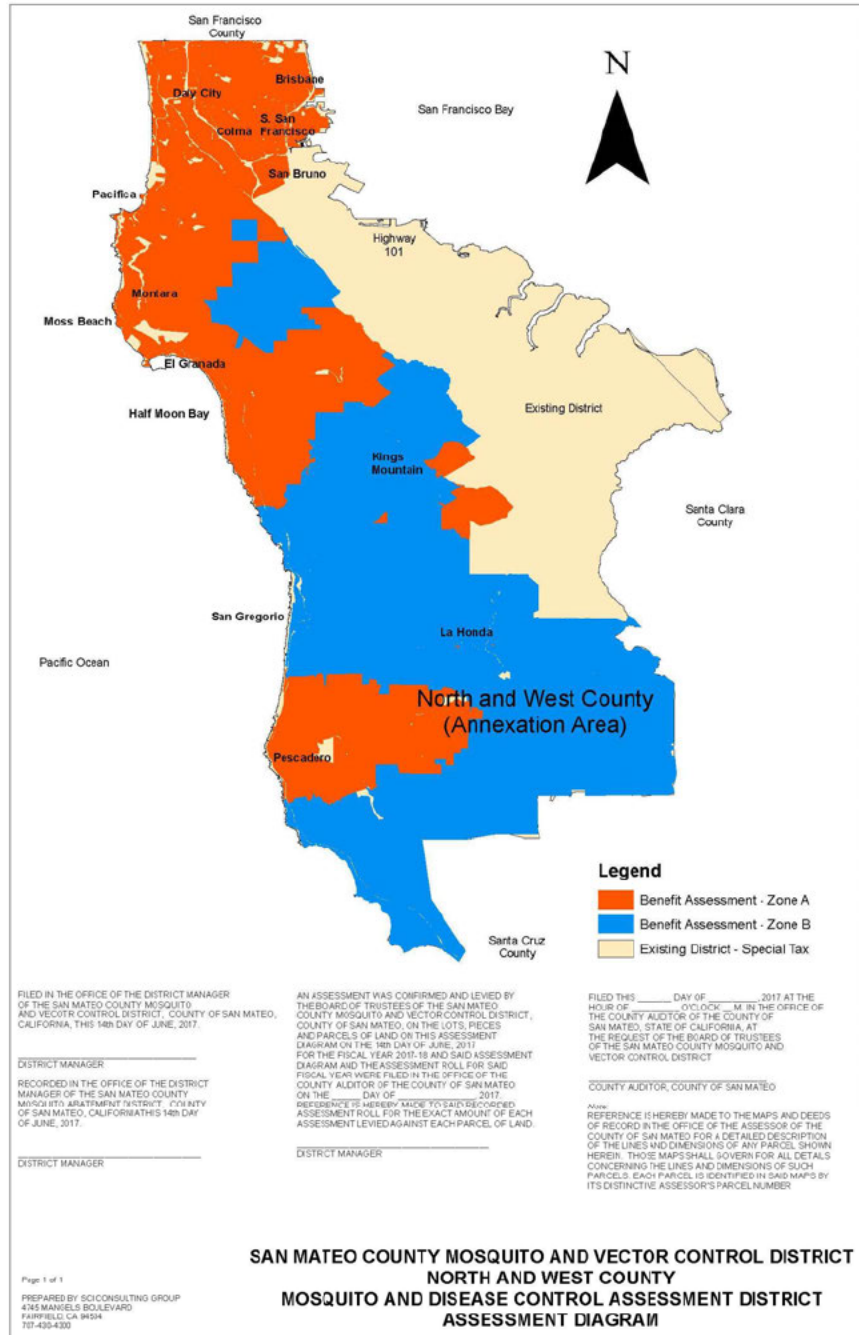 San Francisco
County
Brisbane
Daly City
San Francisco Bay
N
S. San
Francisco
Colma
San Bruno
Pacifica
Highway
101
Montara
Moss Beach
El Granada
Half Moon Bay
Existing District
Kings
Mountain
Santa Clara
County
San Gregorio
La Honda
Pacific Ocean
North and West County
(Annexation Area)
Pescadero
Legend
Benefit Assessment - Zone A
Benefit Assessment - Zone B
Existing District - Special Tax
Santa Cruz
County
FILED IN THE OFFICE OF THE DISTRICT MANAGER
OF THE SAN MATEO COUNTY MOSQUITO
AND VECOTR CONTROL DISTRICT, COUNTY OF SAN MATEO,
CALIFORNIA, THIS 14th DAY OF JUNE, 2017.
DISTRICT MANAGER
RECORDED IN THE OFFICE OF THE DISTRICT
MANAGER OF THE SAN MATEO COUNTY
MOSQUITO ABATEMENT DISTRICT, COUNTY
OF SAN MATEO, CALIFORNIA THIS 14th DAY
OF JUNE, 2017.
DISTRICT MANAGER
AN ASSESSMENT WAS CONFIRMED AND LEVIED BY
THE BOARD OF TRUSTEES OF THE SAN MATEO
COUNTY MOSQUITO AND VECTOR CONTROL DISTRICT,
COUNTY OF SAN MATEO, ON THE LOTS, PIECES
AND PARCELS OF LAND ON THIS ASSESSMENT
DIAGRAM ON THE 14th DAY OF JUNE, 2017
FOR THE FISCAL YEAR 2017-18 AND SAID ASSESSMENT
DIAGRAM AND THE ASSESSMENT ROLL FOR SAID
FISCAL YEAR WERE FILED IN THE OFFICE OF THE
COUNTY AUDITOR OF THE COUNTY OF SAN MATEO
ON THE ______ DAY OF ____________, 2017.
REFERENCE IS HEREBY MADE TO SAID RECORDED
ASSESSMENT ROLL FOR THE EXACT AMOUNT OF EACH
ASSESSMENT LEVIED AGAINST EACH PARCEL OF LAND.
DISTRICT MANAGER
FILED THIS ______ DAY OF __________, 2017 AT THE
HOUR OF ________ O'CLOCK __M. IN THE OFFICE OF
THE COUNTY AUDITOR OF THE COUNTY OF
SAN MATEO, STATE OF CALIFORNIA, AT
THE REQUEST OF THE BOARD OF TRUSTEES
OF THE SAN MATEO COUNTY MOSQUITO AND
VECTOR CONTROL DISTRICT
COUNTY AUDITOR, COUNTY OF SAN MATEO
Note:
REFERENCE IS HEREBY MADE TO THE MAPS AND DEEDS
OF RECORD IN THE OFFICE OF THE ASSESSOR OF THE
COUNTY OF SAN MATEO FOR A DETAILED DESCRIPTION
OF THE LINES AND DIMENSIONS OF ANY PARCEL SHOWN
HEREIN. THOSE MAPS SHALL GOVERN FOR ALL DETAILS
CONCERNING THE LINES AND DIMENSIONS OF SUCH
PARCELS. EACH PARCEL IS IDENTIFIED IN SAID MAPS BY
ITS DISTINCTIVE ASSESSOR'S PARCEL NUMBER
SAN MATEO COUNTY MOSQUITO AND VECTOR CONTROL DISTRICT
NORTH AND WEST COUNTY
MOSQUITO AND DISEASE CONTROL ASSESSMENT DISTRICT
ASSESSMENT DIAGRAM
Page 1 of 1
PREPARED BY SCI CONSULTING GROUP
4745 MANGELS BOULEVARD
FAIRFIELD, CA 94534
707-430-4300